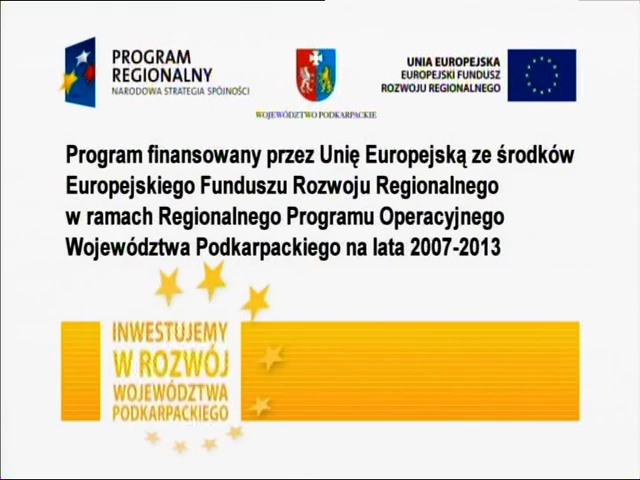 PROGRAM
REGIONALNY
NARODOWA STRATEGIA SPÓJNOŚCI
WOJEWÓDZTWO PODKARPACKIE
UNIA EUROPEJSKA
EUROPEJSKI FUNDUSZ
ROZWOJU REGIONALNEGO
Program finansowany przez Unię Europejską ze środków
Europejskiego Funduszu Rozwoju Regionalnego
w ramach Regionalnego Programu Operacyjnego
Województwa Podkarpackiego na lata 2007-2013
INWESTUJEMY
W ROZWÓJ
WOJEWÓDZTWA
PODKARPACKIEGO